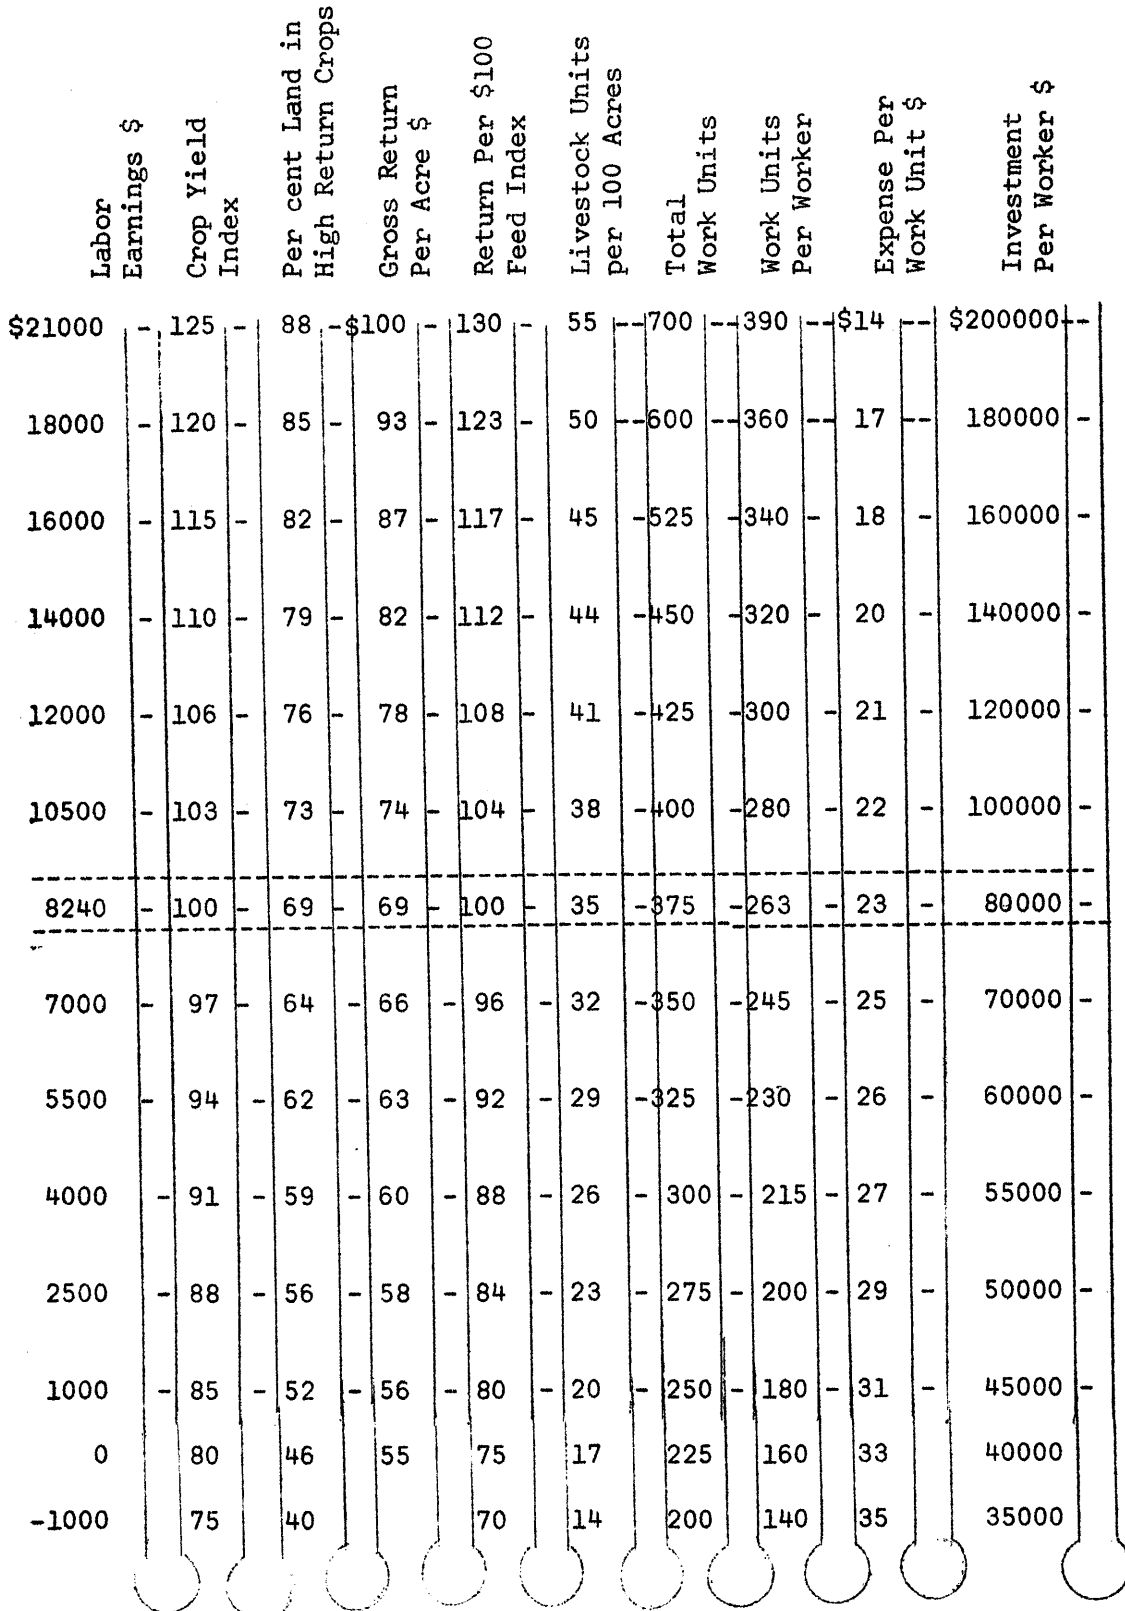 Labor
Earnings $
Crop Yield
Index
Per cent Land in
High Return Crops
Gross Return
Per Acre $
Return Per $100
Feed Index
Livestock Units
per 100 Acres
Total
Work Units
Work Units
Per Worker
Expense Per
Work Unit $
Investment
Per Worker $
$21000 - 125 - 88 - $100 - 130 - 55 -- 700 -- 390 -- $14 -- $200000 --
18000 - 120 - 85 - 93 - 123 - 50 -- 600 -- 360 -- 17 -- 180000 -
16000 - 115 - 82 - 87 - 117 - 45 - 525 - 340 - 18 - 160000 -
14000 - 110 - 79 - 82 - 112 - 44 - 450 - 320 - 20 - 140000 -
12000 - 106 - 76 - 78 - 108 - 41 - 425 - 300 - 21 - 120000 -
10500 - 103 - 73 - 74 - 104 - 38 - 400 - 280 - 22 - 100000 -
8240 - 100 - 69 - 69 - 100 - 35 - 375 - 263 - 23 - 80000 -
7000 - 97 - 64 - 66 - 96 - 32 - 350 - 245 - 25 - 70000 -
5500 - 94 - 62 - 63 - 92 - 29 - 325 - 230 - 26 - 60000 -
4000 - 91 - 59 - 60 - 88 - 26 - 300 - 215 - 27 - 55000 -
2500 - 88 - 56 - 58 - 84 - 23 - 275 - 200 - 29 - 50000 -
1000 - 85 - 52 - 56 - 80 - 20 - 250 - 180 - 31 - 45000 -
0 80 46 55 75 17 225 160 33 40000
-1000 75 40 70 14 200 140 35 35000